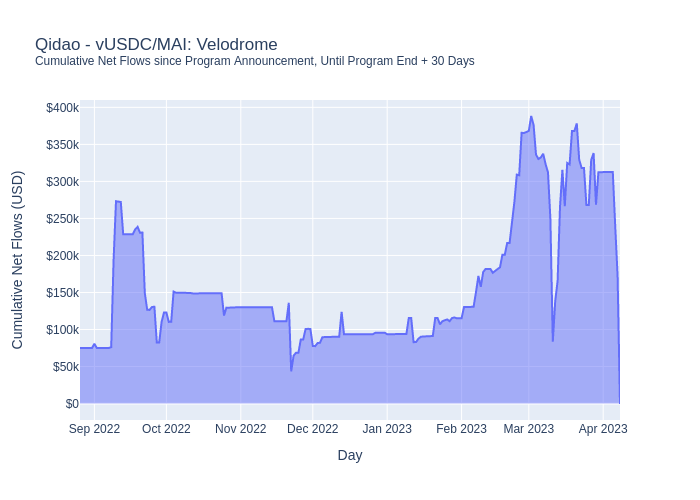 Qidao - vUSDC/MAI: Velodrome
Cumulative Net Flows since Program Announcement, Until Program End + 30 Days
Cumulative Net Flows (USD)
$400k
$350k
$300k
$250k
$200k
$150k
$100k
$50k
$0
Sep 2022 Oct 2022 Nov 2022 Dec 2022 Jan 2023 Feb 2023 Mar 2023 Apr 2023
Day